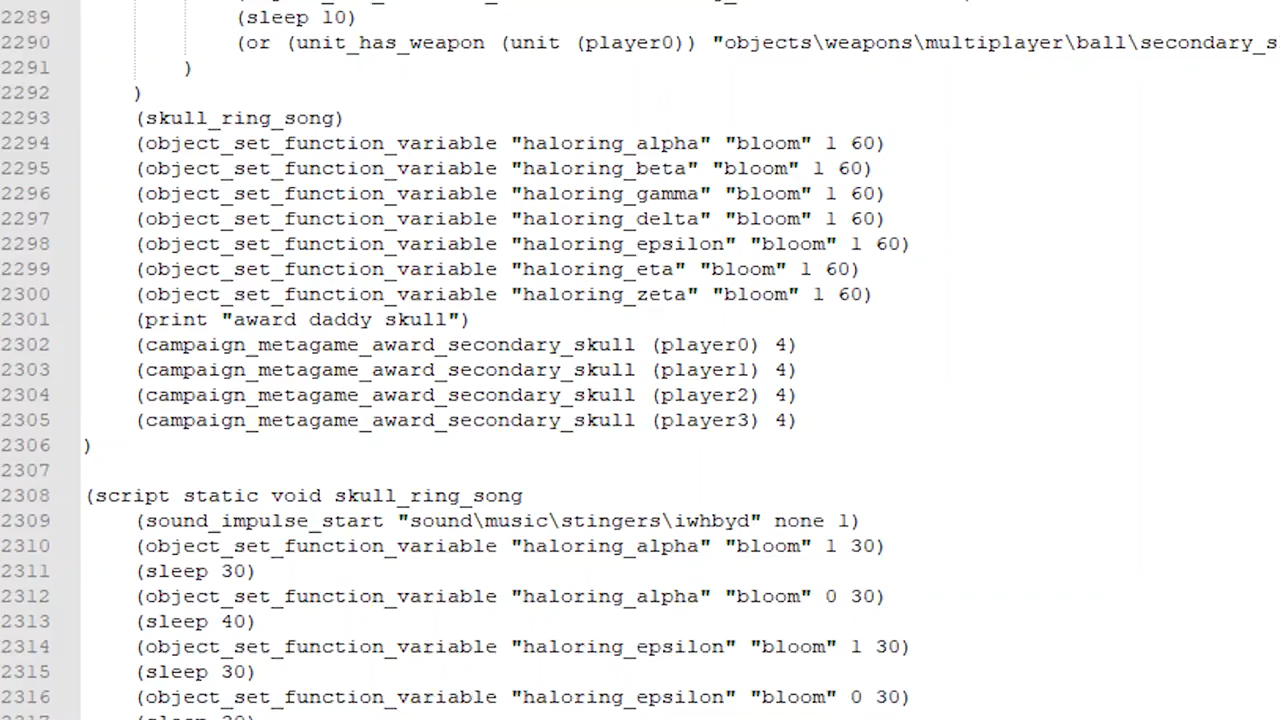 2289 (sleep 10)
2290 (or (unit_has_weapon (unit (player0)) "objects\weapons\multiplayer\ball\secondary_s
2291 )
2292 )
2293 (skull_ring_song)
2294 (object_set_function_variable "haloring_alpha" "bloom" 1 60)
2295 (object_set_function_variable "haloring_beta" "bloom" 1 60)
2296 (object_set_function_variable "haloring_gamma" "bloom" 1 60)
2297 (object_set_function_variable "haloring_delta" "bloom" 1 60)
2298 (object_set_function_variable "haloring_epsilon" "bloom" 1 60)
2299 (object_set_function_variable "haloring_eta" "bloom" 1 60)
2300 (object_set_function_variable "haloring_zeta" "bloom" 1 60)
2301 (print "award daddy skull")
2302 (campaign_metagame_award_secondary_skull (player0) 4)
2303 (campaign_metagame_award_secondary_skull (player1) 4)
2304 (campaign_metagame_award_secondary_skull (player2) 4)
2305 (campaign_metagame_award_secondary_skull (player3) 4)
2306 )
2307
2308 (script static void skull_ring_song
2309 (sound_impulse_start "sound\music\stingers\iwhbyd" none 1)
2310 (object_set_function_variable "haloring_alpha" "bloom" 1 30)
2311 (sleep 30)
2312 (object_set_function_variable "haloring_alpha" "bloom" 0 30)
2313 (sleep 40)
2314 (object_set_function_variable "haloring_epsilon" "bloom" 1 30)
2315 (sleep 30)
2316 (object_set_function_variable "haloring_epsilon" "bloom" 0 30)